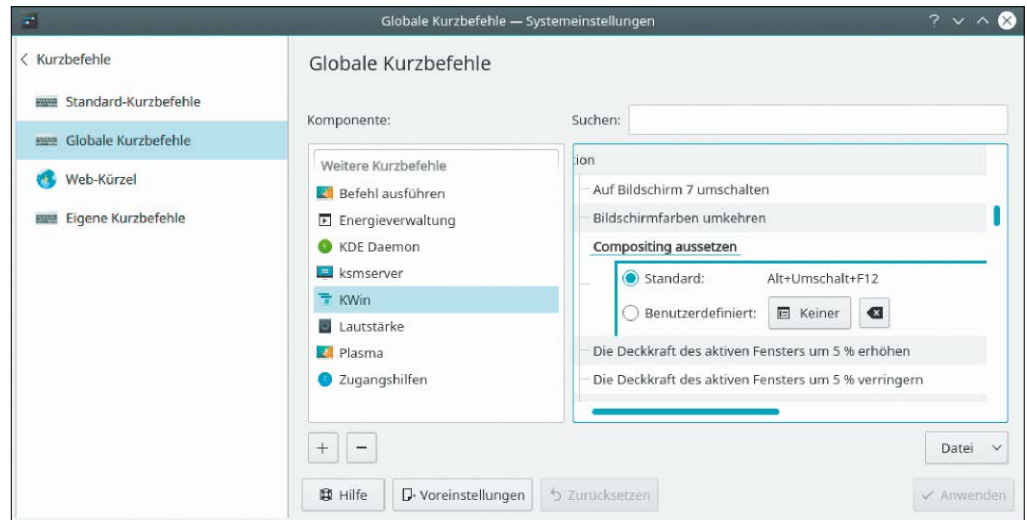 Globale Kurzbefehle — Systemeinstellungen
Kurzbefehle
Standard-Kurzbefehle
Globale Kurzbefehle
Web-Kürzel
Eigene Kurzbefehle
Globale Kurzbefehle
Komponente:
Suchen:
Weitere Kurzbefehle
Befehl ausführen
Energieverwaltung
KDE Daemon
ksmserver
KWin
Lautstärke
Plasma
Zugangshilfen
tion
Auf Bildschirm 7 umschalten
Bildschirmfarben umkehren
Compositing aussetzen
Standard: Alt+Umschalt+F12
Benutzerdefiniert: Keiner
Die Deckkraft des aktiven Fensters um 5 % erhöhen
Die Deckkraft des aktiven Fensters um 5 % verringern
Datei
Hilfe
Voreinstellungen
Zurücksetzen
Anwenden